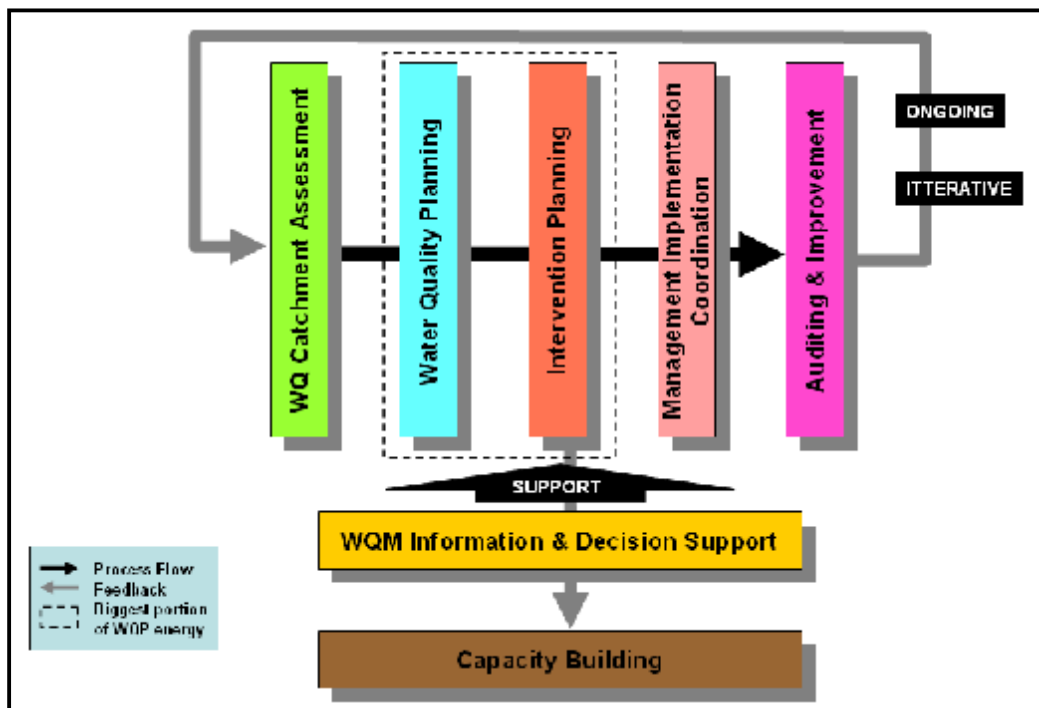 WQ Catchment Assessment
Water Quality Planning
Intervention Planning
Management Implementation
Coordination
Auditing & Improvement
ONGOING
ITTERATIVE
SUPPORT
WQM Information & Decision Support
Capacity Building
Process Flow
Feedback
Biggest portion
of WQP energy